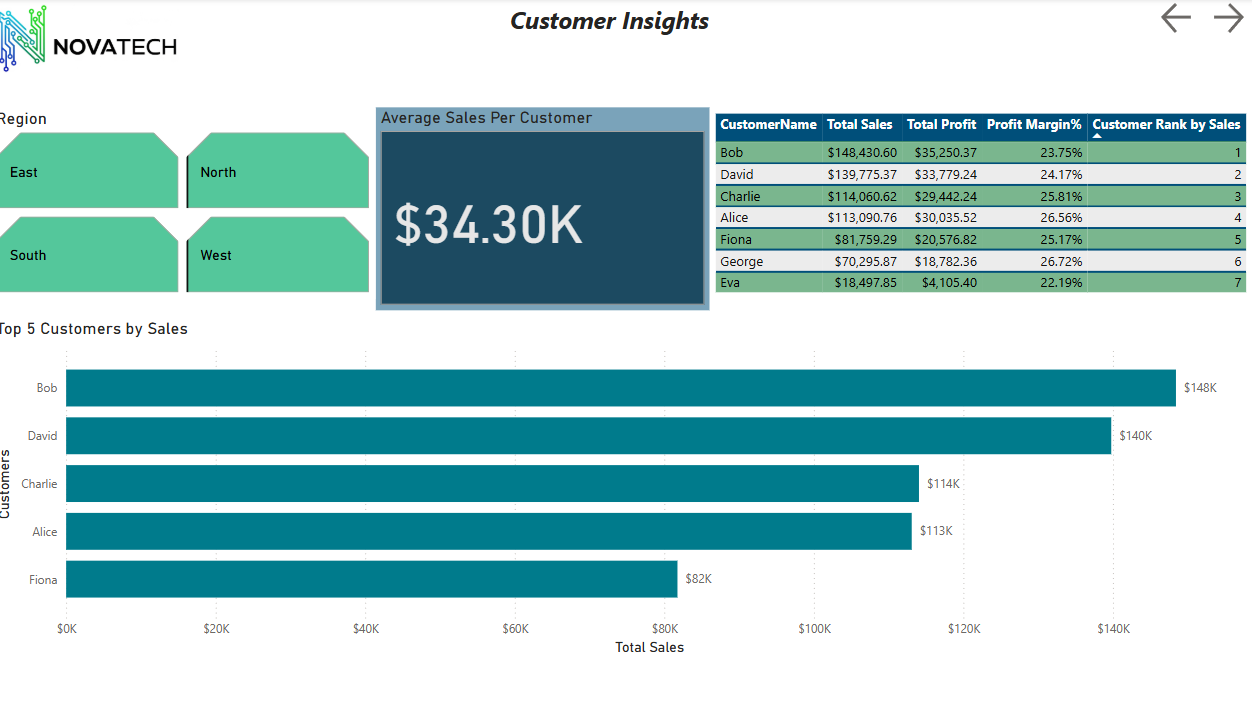 Customer Insights
NOVATECH
Region
East
North
South
West
Average Sales Per Customer
$34.30K
CustomerName Total Sales Total Profit Profit Margin% Customer Rank by Sales
Bob $148,430.60 $35,250.37 23.75% 1
David $139,775.37 $33,779.24 24.17% 2
Charlie $114,060.62 $29,442.24 25.81% 3
Alice $113,090.76 $30,035.52 26.56% 4
Fiona $81,759.29 $20,576.82 25.17% 5
George $70,295.87 $18,782.36 26.72% 6
Eva $18,497.85 $4,105.40 22.19% 7
Top 5 Customers by Sales
Customers
Bob $148K
David $140K
Charlie $114K
Alice $113K
Fiona $82K
$0K $20K $40K $60K $80K $100K $120K $140K
Total Sales